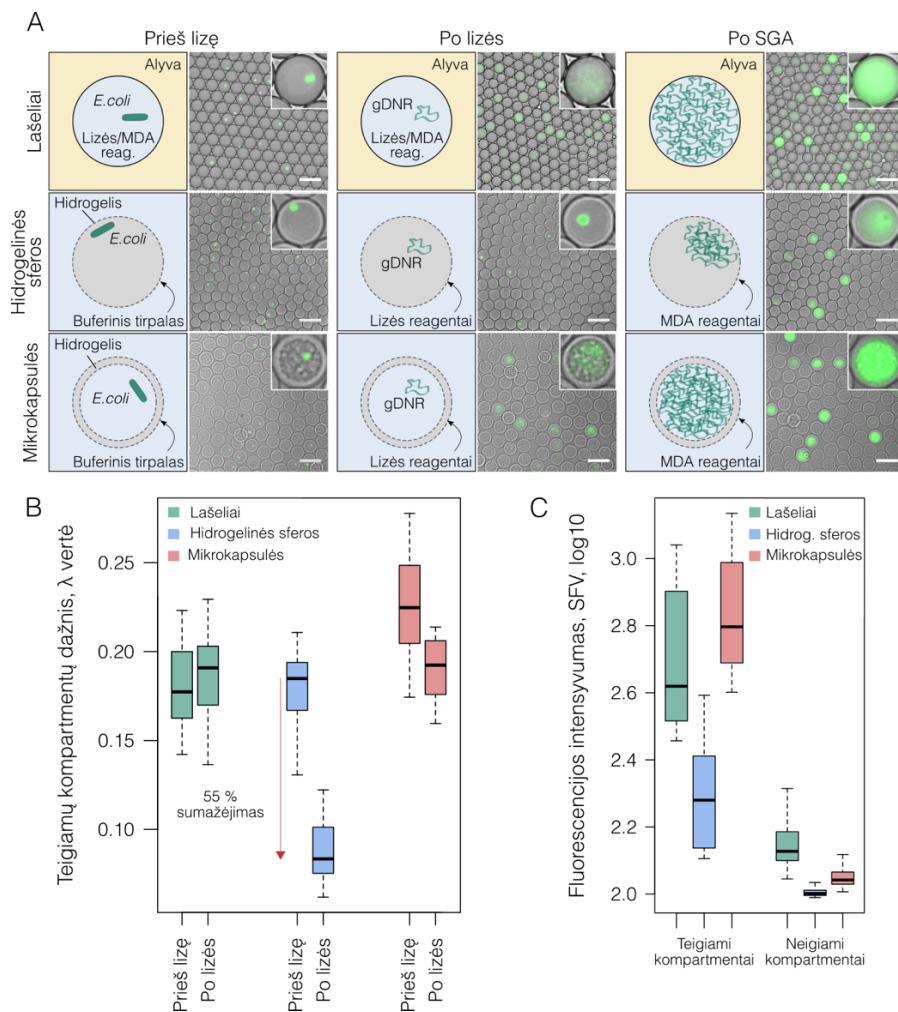 A
Prieš lizę
Po lizės
Po SGA
Lašeliai
Alyva
E.coli
Lizės/MDA
reag.
Alyva
gDNR
Lizės/MDA
reag.
Alyva
Hidrogelinės
sferos
Hidrogelis
E.coli
Buferinis tirpalas
gDNR
Lizės reagentai
MDA reagentai
Mikrokapsulės
Hidrogelis
E.coli
Buferinis tirpalas
gDNR
Lizės reagentai
MDA reagentai
B
Teigiamų kompartmentų dažnis, λ vertė
0.25
0.20
0.15
0.10
Lašeliai
Hidrogelinės sferos
Mikrokapsulės
55 %
sumažėjimas
Prieš lizę
Po lizės
Prieš lizę
Po lizės
Prieš lizę
Po lizės
C
Fluorescencijos intensyvumas, SFV, log10
3.0
2.8
2.6
2.4
2.2
2.0
Lašeliai
Hidrog. sferos
Mikrokapsulės
Teigiami
kompartmentai
Neigiami
kompartmentai